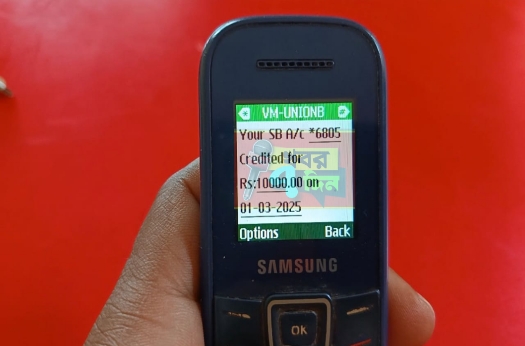 VM-UNIONB
Your SB A/c *6805
Credited for
Rs:10000.00 on
01-03-2025
Options Back
SAMSUNG
OK